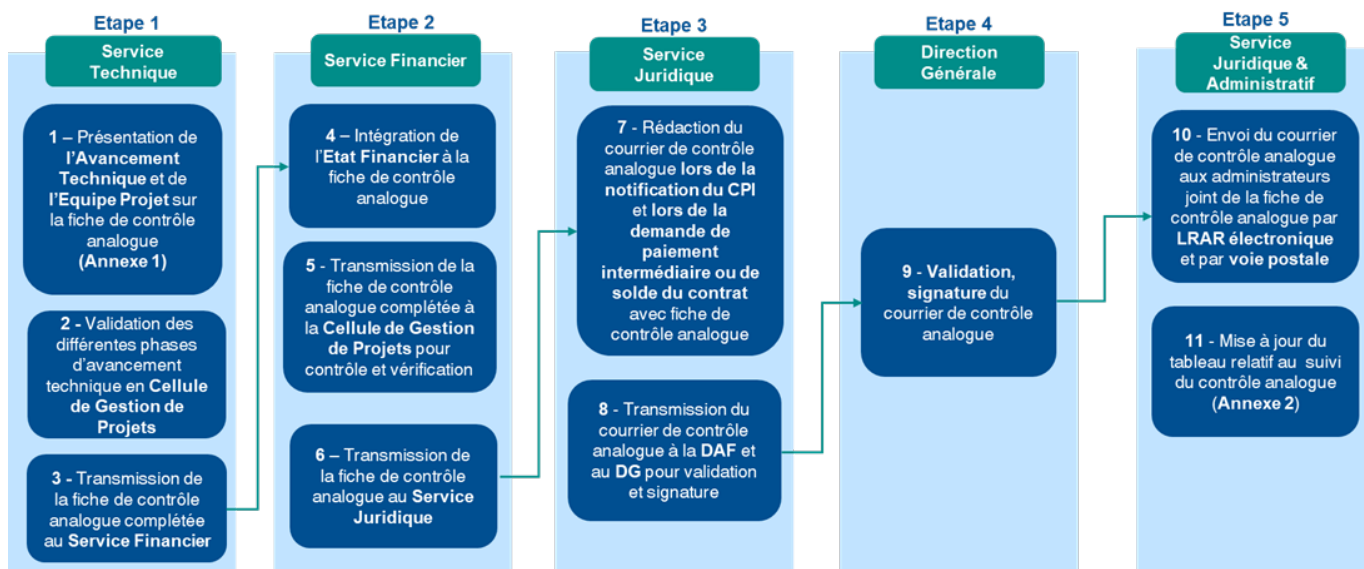 Etape 1
Service
Technique
1 – Présentation de
l'Avancement
Technique et de
l'Equipe Projet sur
la fiche de contrôle
analogue
(Annexe 1)
2 - Validation des
différentes phases
d'avancement
technique en Cellule
de Gestion de
Projets
3 - Transmission de
la fiche de contrôle
analogue complétée
au Service Financier
Etape 2
Service Financier
4 – Intégration de
l'Etat Financier à la
fiche de contrôle
analogue
5 - Transmission de la
fiche de contrôle
analogue complétée à
la Cellule de Gestion
de Projets pour
contrôle et vérification
6 – Transmission de
la fiche de contrôle
analogue au Service
Juridique
Etape 3
Service
Juridique
7 - Rédaction du
courrier de contrôle
analogue lors de la
notification du CPI
et lors de la
demande de
paiement
intermédiaire ou de
solde du contrat
avec fiche de
contrôle analogue
8 - Transmission du
courrier de contrôle
analogue à la DAF et
au DG pour validation
et signature
Etape 4
Direction
Générale
9 - Validation,
signature du
courrier de contrôle
analogue
Etape 5
Service
Juridique &
Administratif
10 - Envoi du courrier
de contrôle analogue
aux administrateurs
joint de la fiche de
contrôle analogue par
LRAR électronique
et par voie postale
11 - Mise à jour du
tableau relatif au suivi
du contrôle analogue
(Annexe 2)